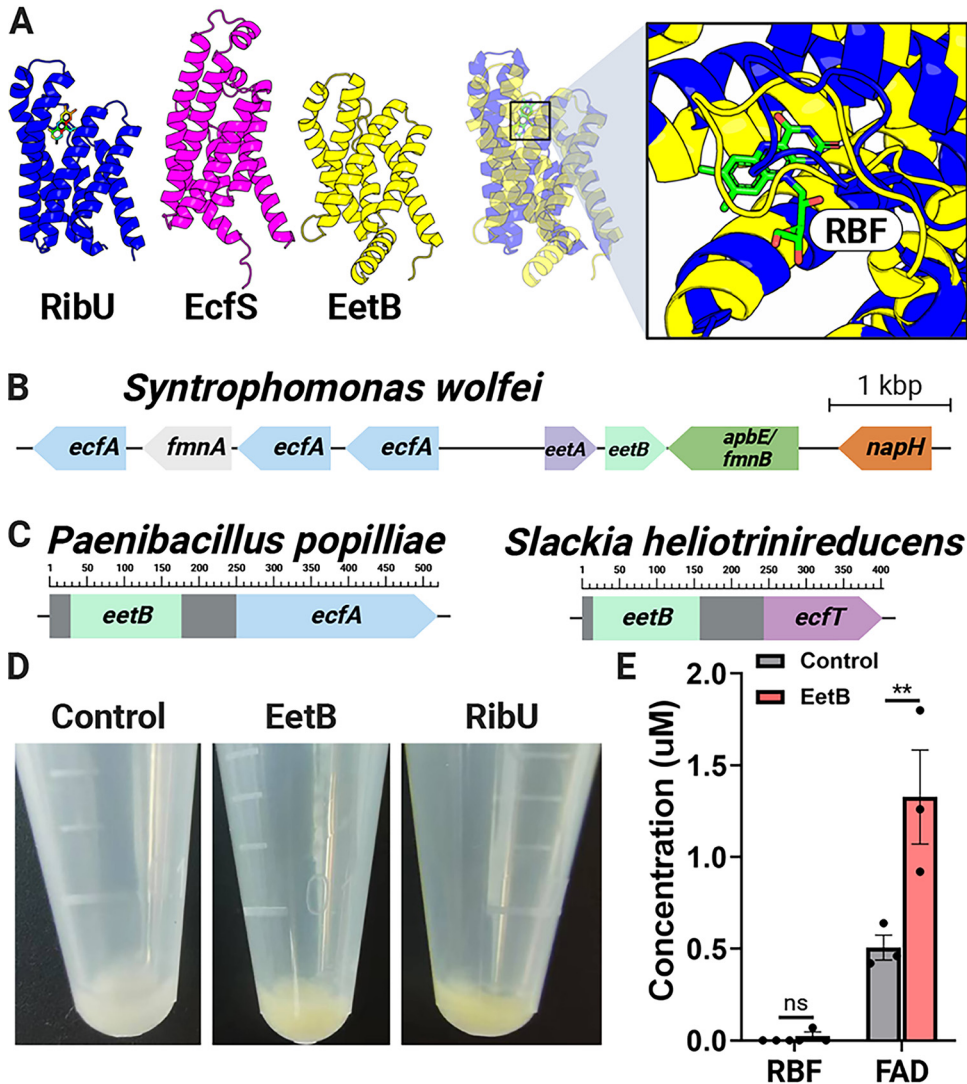 A
RibU
EcfS
EetB
RBF
B
Syntrophomonas wolfei
1 kbp
ecfA
fmnA
ecfA
ecfA
eetA
eetB
apbE/
fmnB
napH
C
Paenibacillus popilliae
1 50 100 150 200 250 300 350 400 450 500
eetB
ecfA
Slackia heliotrinireducens
1 50 100 150 200 250 300 350 400
eetB
ecfT
D
Control
EetB
RibU
E
Control
EetB
Concentration (uM)
2.0
1.5
1.0
0.5
0.0
ns
**
RBF
FAD